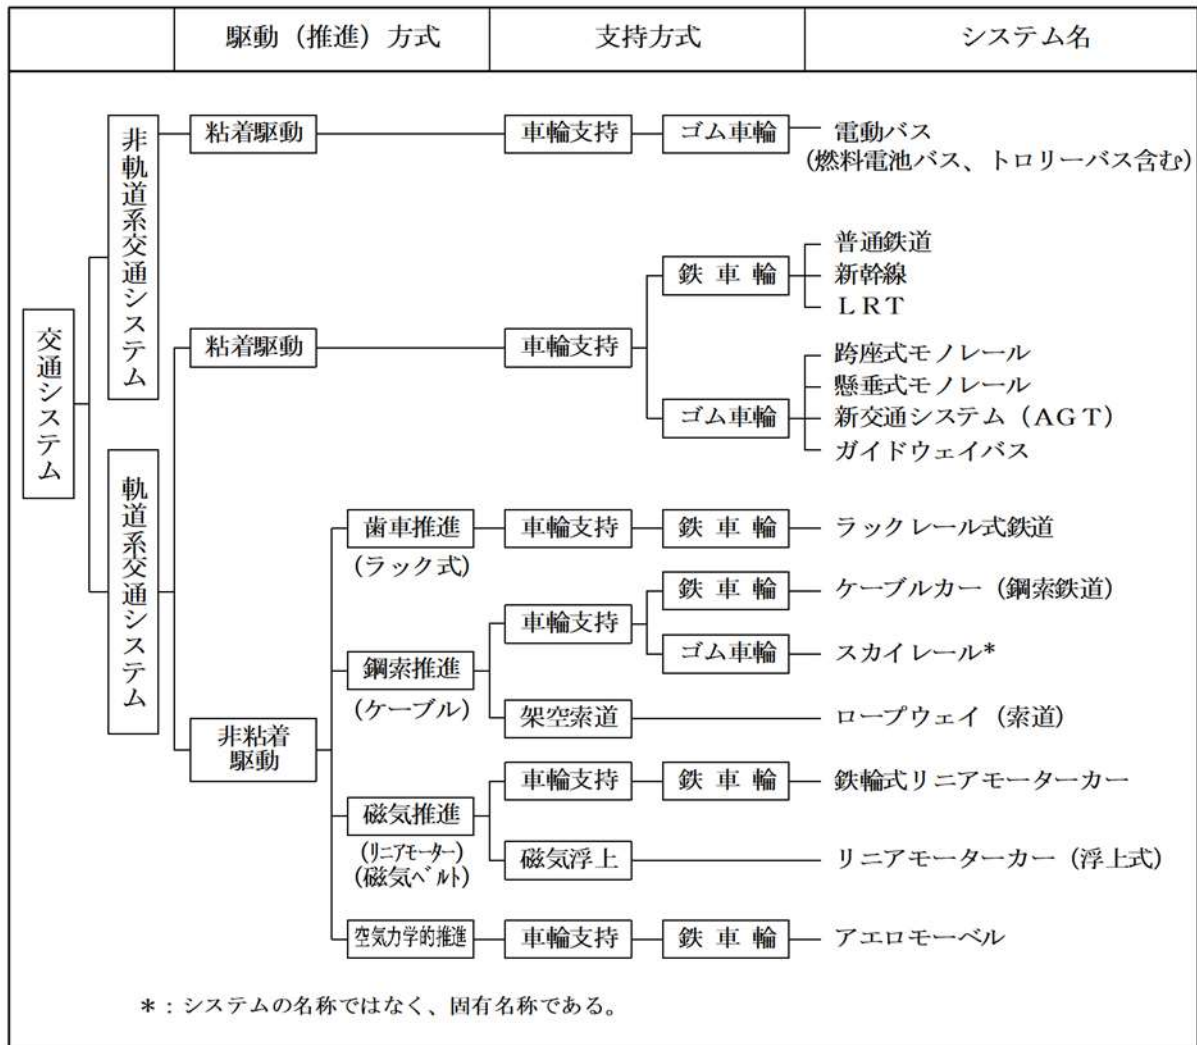 駆動（推進）方式
支持方式
システム名
交通システム
非軌道系交通システム
粘着駆動
車輪支持
ゴム車輪
電動バス
(燃料電池バス、トロリーバス含む)
軌道系交通システム
粘着駆動
車輪支持
鉄車輪
普通鉄道
新幹線
ＬＲＴ
ゴム車輪
跨座式モノレール
懸垂式モノレール
新交通システム（ＡＧＴ）
ガイドウェイバス
非粘着
駆動
歯車推進
(ラック式)
車輪支持
鉄車輪
ラックレール式鉄道
鋼索推進
(ケーブル)
車輪支持
鉄車輪
ケーブルカー（鋼索鉄道）
ゴム車輪
スカイレール*
架空索道
ロープウェイ（索道）
磁気推進
(リニアモーター)
(磁気ベルト)
車輪支持
鉄車輪
鉄輪式リニアモーターカー
磁気浮上
リニアモーターカー（浮上式）
空気力学的推進
車輪支持
鉄車輪
アエロモーベル
*：システムの名称ではなく、固有名称である。